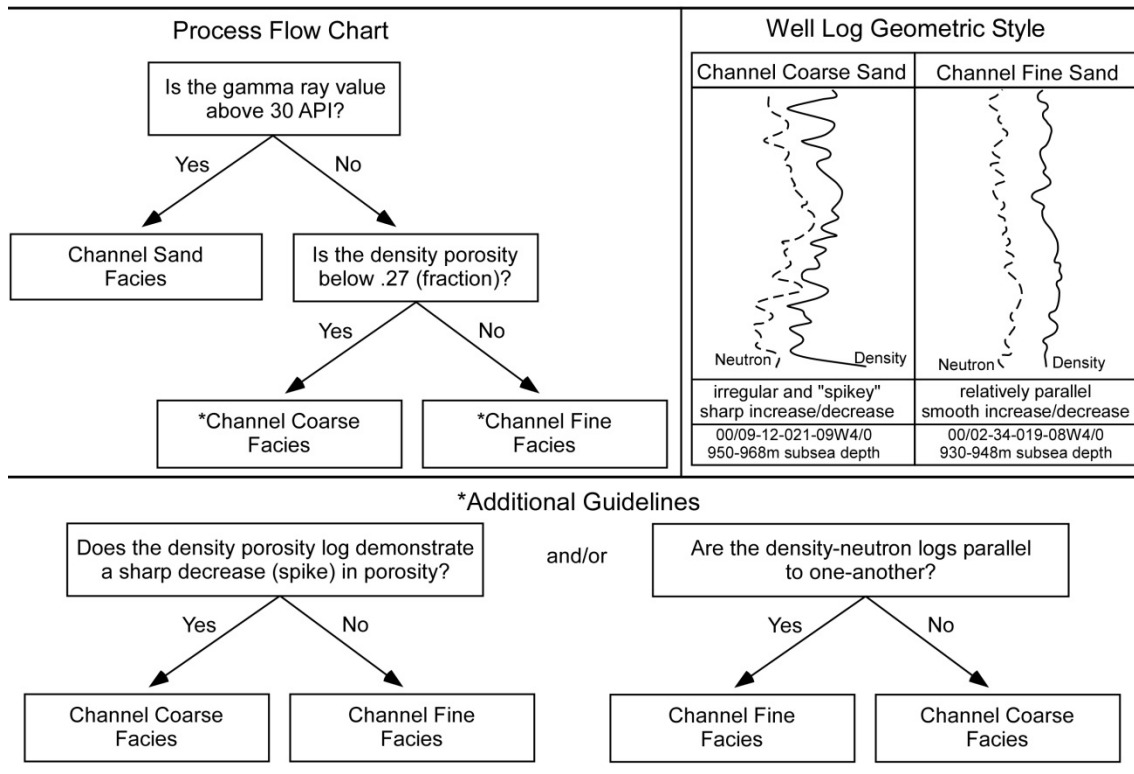 Process Flow Chart
Is the gamma ray value
above 30 API?
Yes
No
Channel Sand
Facies
Is the density porosity
below .27 (fraction)?
Yes
No
*Channel Coarse
Facies
*Channel Fine
Facies
Well Log Geometric Style
Channel Coarse Sand
Channel Fine Sand
Neutron
Density
Neutron
Density
irregular and "spikey"
sharp increase/decrease
relatively parallel
smooth increase/decrease
00/09-12-021-09W4/0
950-968m subsea depth
00/02-34-019-08W4/0
930-948m subsea depth
*Additional Guidelines
Does the density porosity log demonstrate
a sharp decrease (spike) in porosity?
and/or
Are the density-neutron logs parallel
to one-another?
Yes
No
Yes
No
Channel Coarse
Facies
Channel Fine
Facies
Channel Fine
Facies
Channel Coarse
Facies